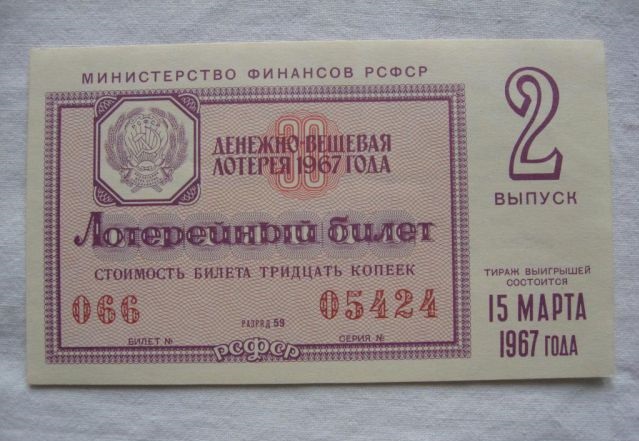 МИНИСТЕРСТВО ФИНАНСОВ РСФСР
30
ДЕНЕЖНО-ВЕЩЕВАЯ
ЛОТЕРЕЯ 1967 ГОДА
Лотерейный билет
СТОИМОСТЬ БИЛЕТА ТРИДЦАТЬ КОПЕЕК
066
05424
БИЛЕТ №
РАЗРЯД 59
СЕРИЯ №
РСФСР
2
ВЫПУСК
ТИРАЖ ВЫИГРЫШЕЙ
СОСТОИТСЯ
15 МАРТА
1967 ГОДА